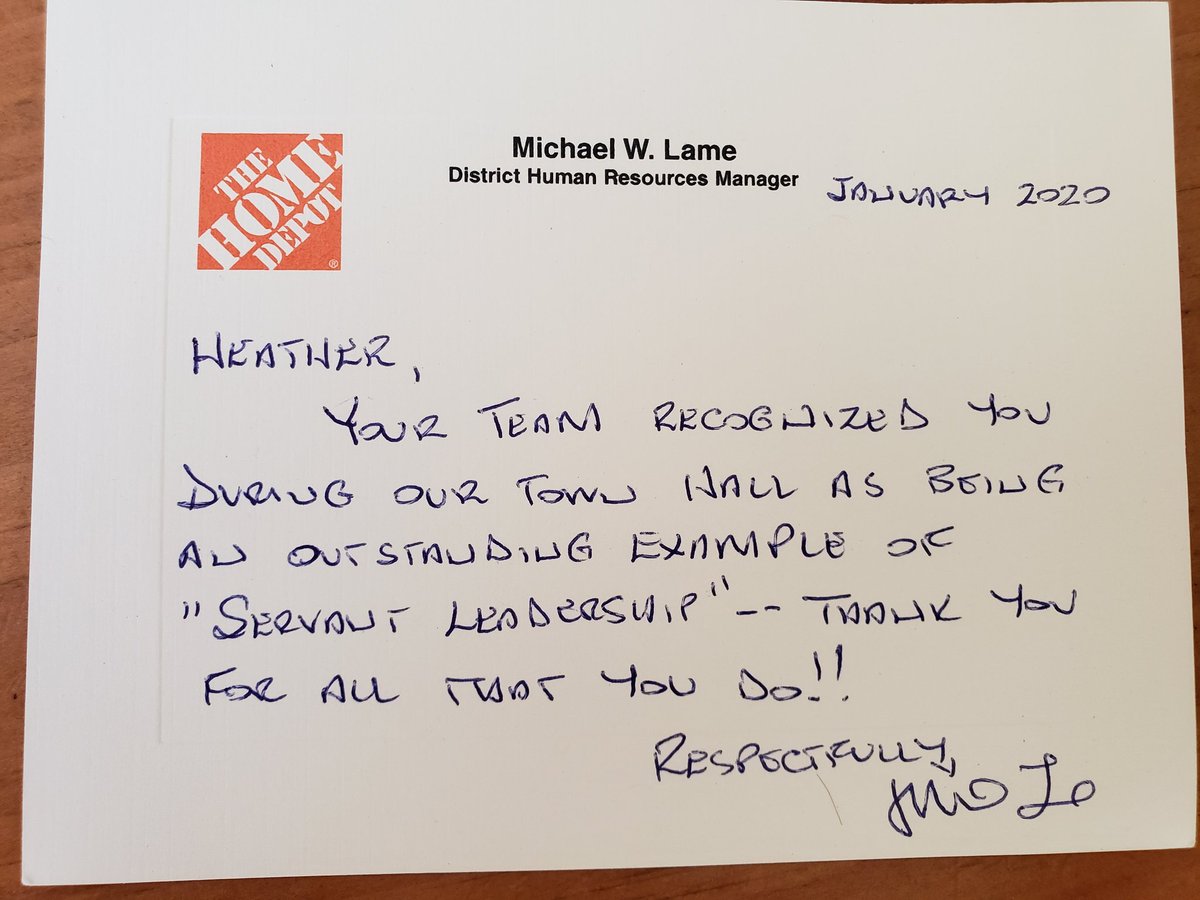 THE
HOME
DEPOT
®
Michael W. Lame
District Human Resources Manager
JANUARY 2020
HEATHER,
YOUR TEAM RECOGNIZED YOU
DURING OUR TOWN HALL AS BEING
AN OUTSTANDING EXAMPLE OF
"SERVANT LEADERSHIP" -- THANK YOU
FOR ALL THAT YOU DO!!
RESPECTFULLY,